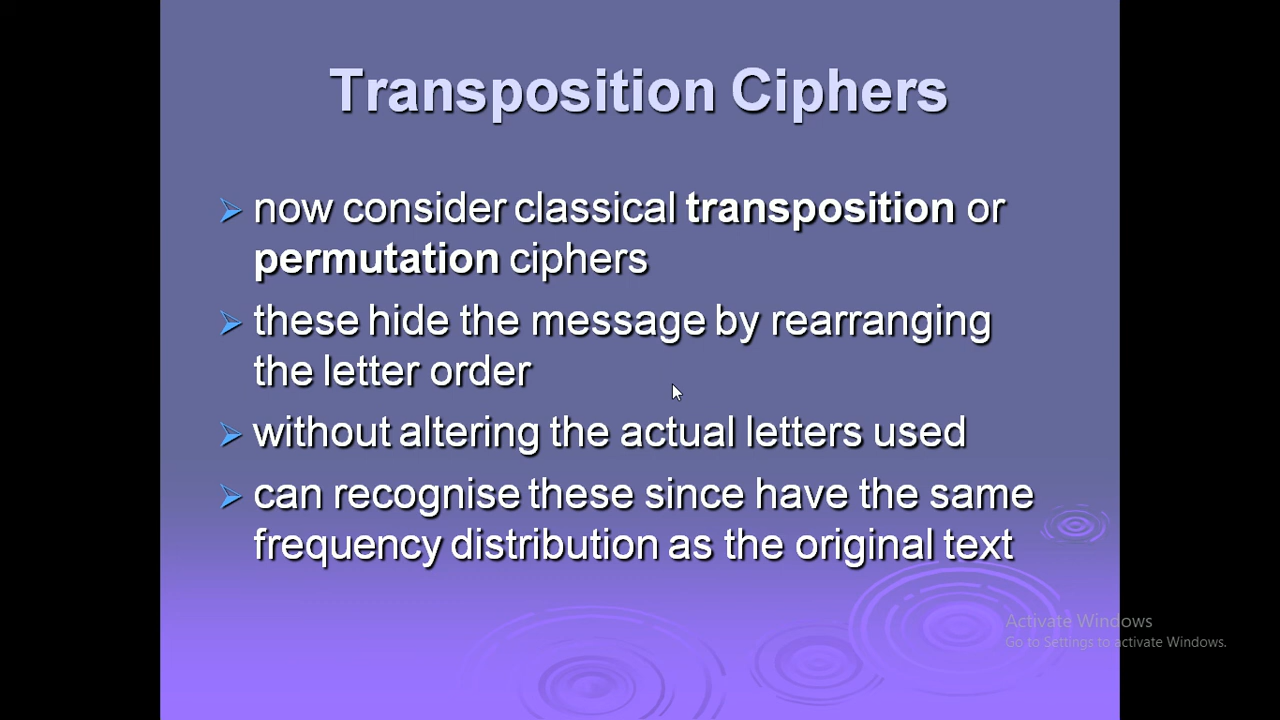 Transposition Ciphers
now consider classical transposition or
permutation ciphers
these hide the message by rearranging
the letter order
without altering the actual letters used
can recognise these since have the same
frequency distribution as the original text
Activate Windows
Go to Settings to activate Windows.